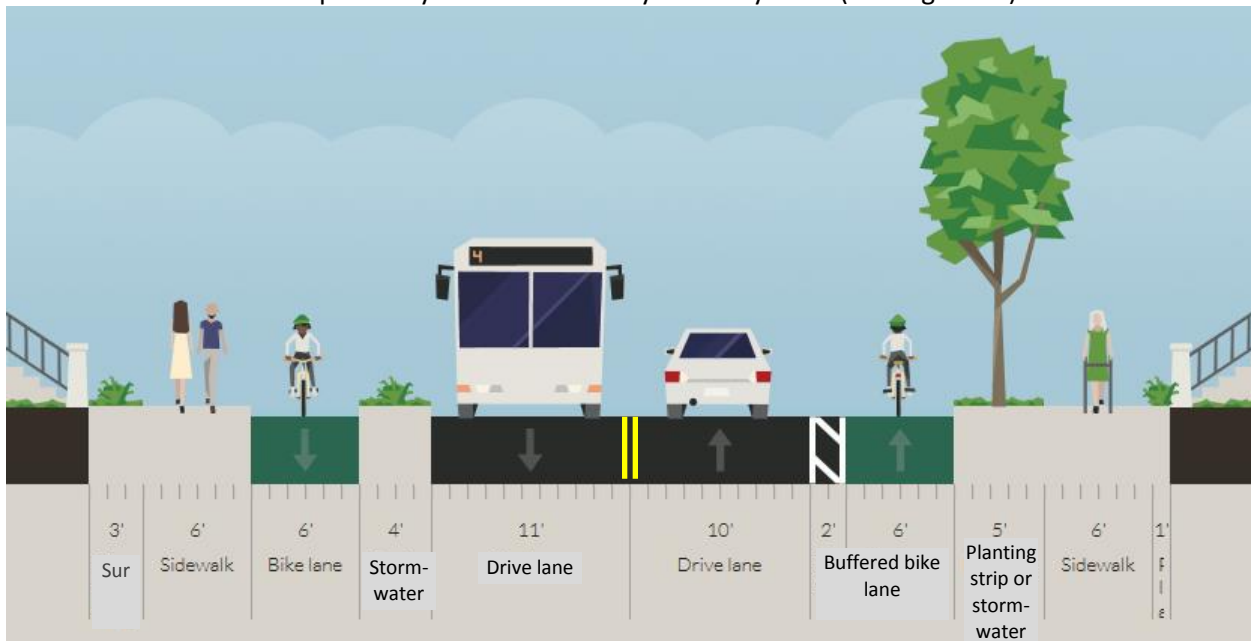 4
3' 6' 6' 4' 11' 10' 2' 6' 5' 6' 1'
Sur Sidewalk Bike lane Storm- Drive lane Drive lane Buffered bike Planting Sidewalk
water lane strip or
storm-
water